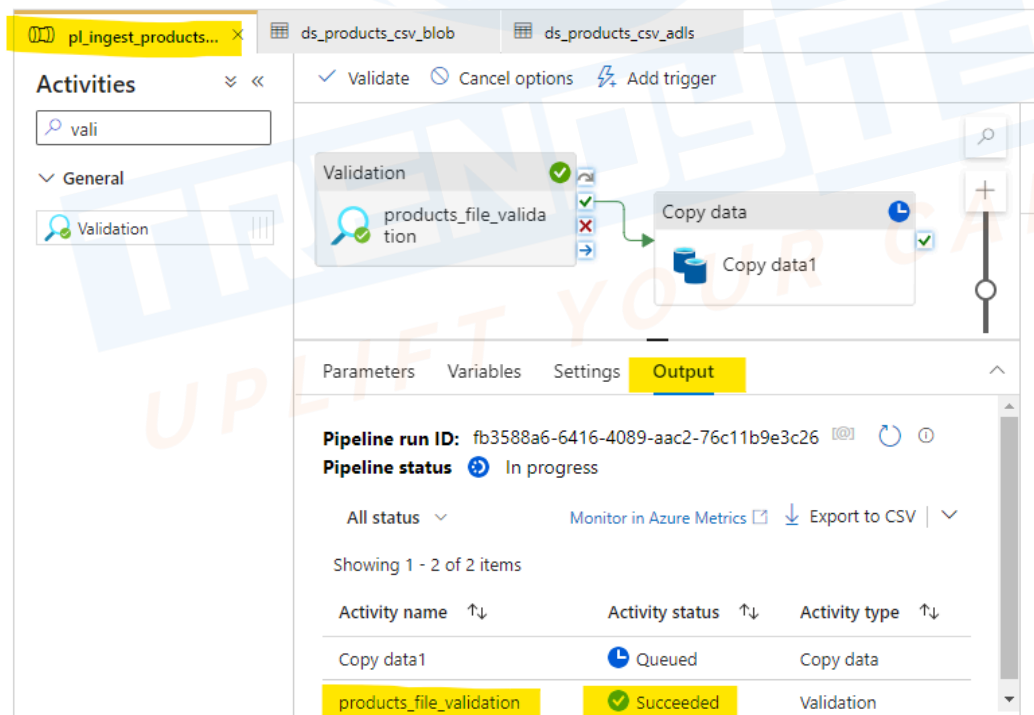 pl_ingest_products...
ds_products_csv_blob
ds_products_csv_adls
Activities
Validate
Cancel options
Add trigger
vali
General
Validation
Validation
products_file_valida
tion
Copy data
Copy data1
Parameters
Variables
Settings
Output
Pipeline run ID: fb3588a6-6416-4089-aac2-76c11b9e3c26
Pipeline status In progress
All status
Monitor in Azure Metrics
Export to CSV
Showing 1 - 2 of 2 items
Activity name Activity status Activity type
Copy data1 Queued Copy data
products_file_validation Succeeded Validation
UPLIFT YOUR CA